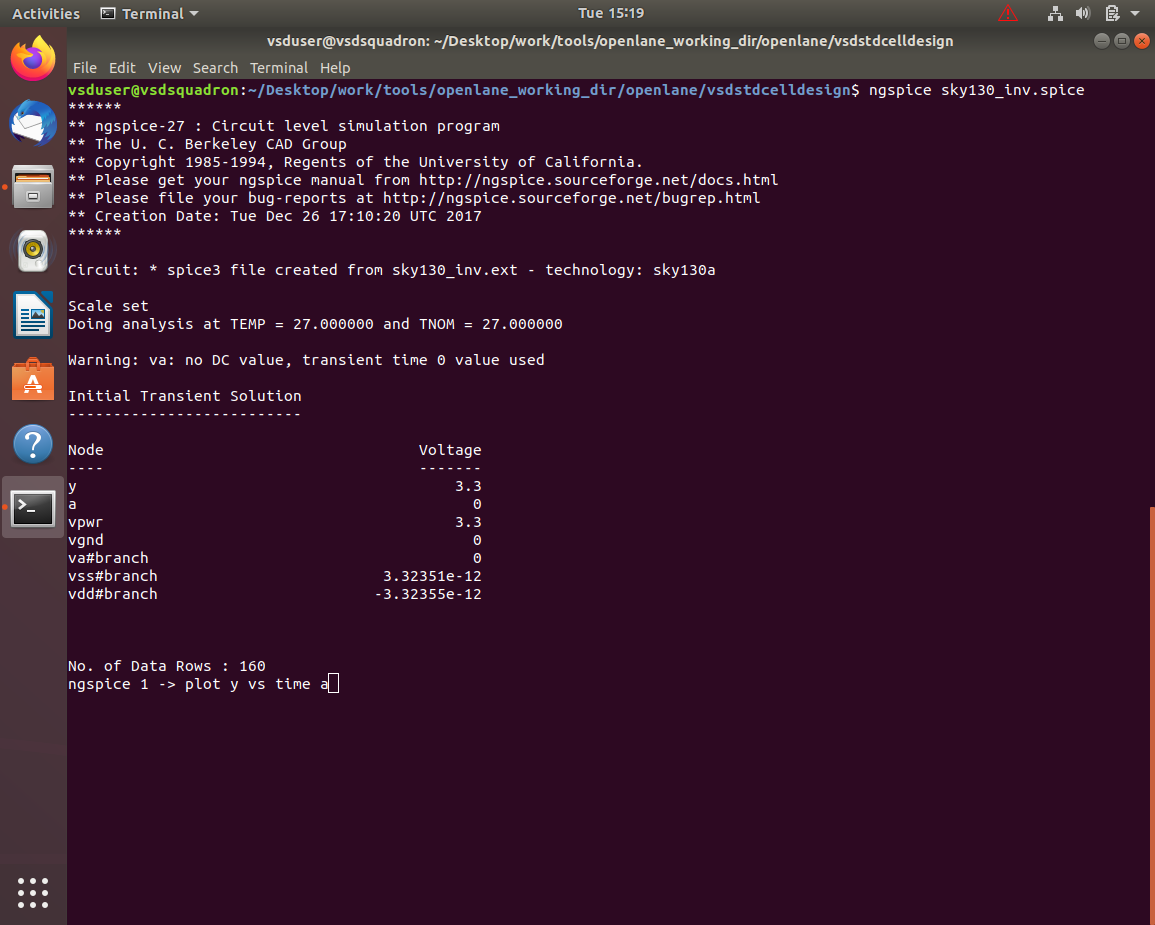 Activities Terminal Tue 15:19
vsduser@vsdsquadron: ~/Desktop/work/tools/openlane_working_dir/openlane/vsdstdcelldesign
File Edit View Search Terminal Help
vsduser@vsdsquadron:~/Desktop/work/tools/openlane_working_dir/openlane/vsdstdcelldesign$ ngspice sky130_inv.spice
******
** ngspice-27 : Circuit level simulation program
** The U. C. Berkeley CAD Group
** Copyright 1985-1994, Regents of the University of California.
** Please get your ngspice manual from http://ngspice.sourceforge.net/docs.html
** Please file your bug-reports at http://ngspice.sourceforge.net/bugrep.html
** Creation Date: Tue Dec 26 17:10:20 UTC 2017
******
Circuit: * spice3 file created from sky130_inv.ext - technology: sky130a
Scale set
Doing analysis at TEMP = 27.000000 and TNOM = 27.000000
Warning: va: no DC value, transient time 0 value used
Initial Transient Solution
--------------------------
Node Voltage
---- -------
y 3.3
a 0
vpwr 3.3
vgnd 0
va#branch 0
vss#branch 3.32351e-12
vdd#branch -3.32355e-12
No. of Data Rows : 160
ngspice 1 -> plot y vs time a